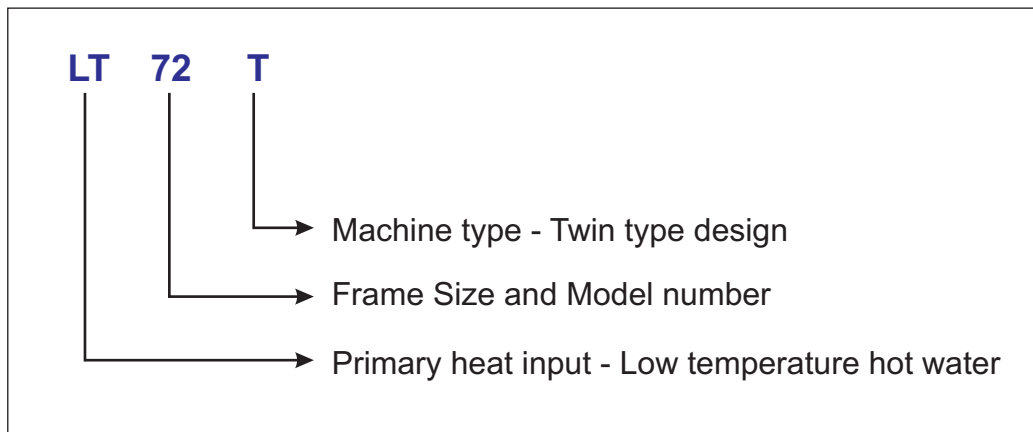 LT 72 T
Machine type - Twin type design
Frame Size and Model number
Primary heat input - Low temperature hot water